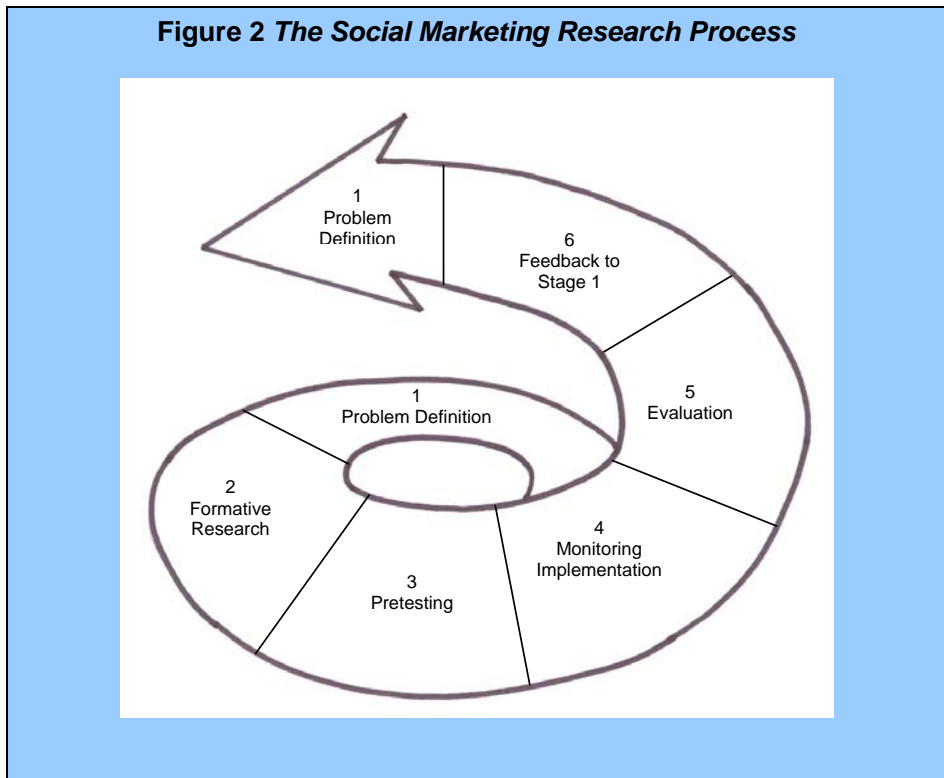 Figure 2 The Social Marketing Research Process
1
Problem
Definition
6
Feedback to
Stage 1
5
Evaluation
1
Problem Definition
2
Formative
Research
3
Pretesting
4
Monitoring
Implementation